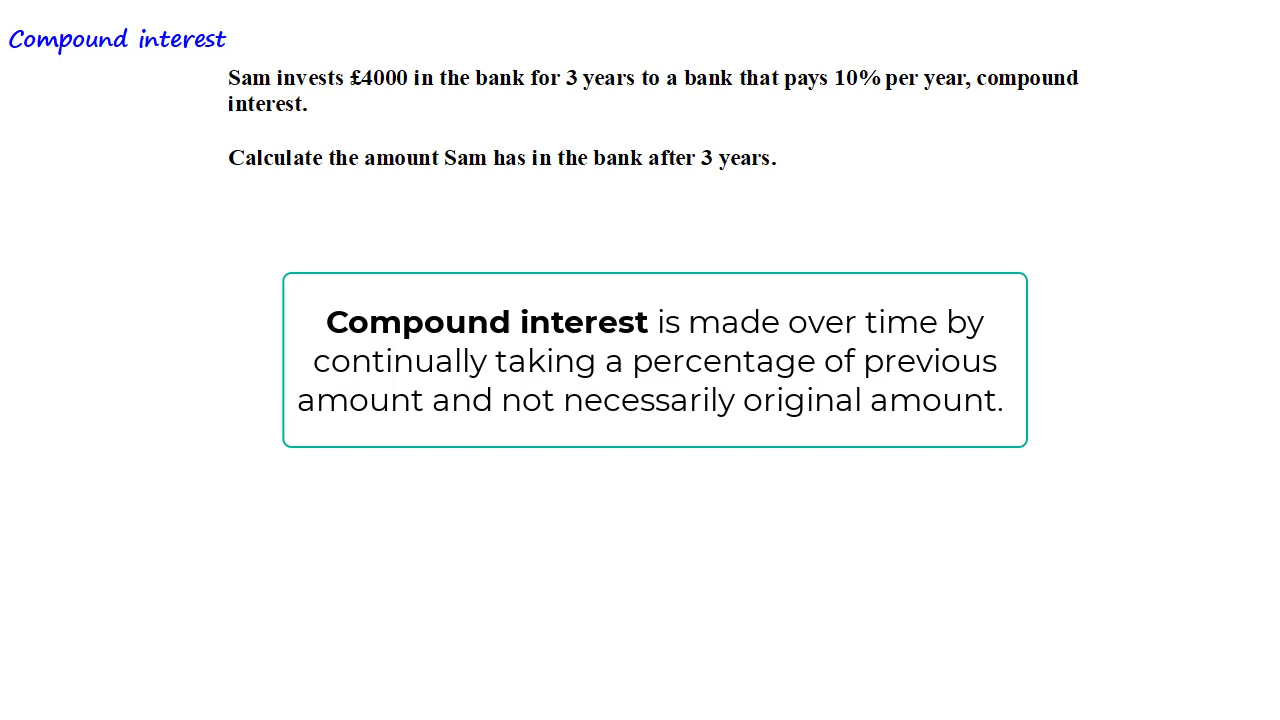 Compound interest
Sam invests £4000 in the bank for 3 years to a bank that pays 10% per year, compound
interest.
Calculate the amount Sam has in the bank after 3 years.
Compound interest is made over time by
continually taking a percentage of previous
amount and not necessarily original amount.